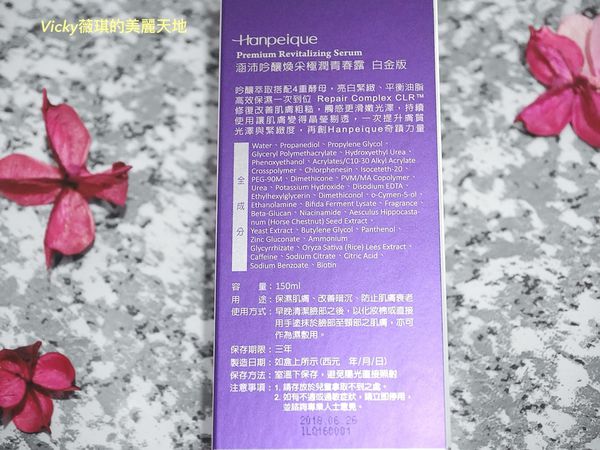 Vicky薇琪的美麗天地
Hanpeique
Premium Revitalizing Serum
涵沛吟釀煥采極潤青春露 白金版
吟釀萃取搭配4重酵母，亮白緊緻、平衡油脂
高效保濕一次到位 Repair Complex CLR™
修復改善肌膚粗糙，觸感更滑嫩光澤，持續
使用讓肌膚變得晶瑩剔透，一次提升膚質
光澤與緊緻度，再創Hanpeique奇蹟力量
全成分
Water、Propanediol、Propylene Glycol、
Glyceryl Polymethacrylate、Hydroxyethyl Urea、
Phenoxyethanol、Acrylates/C10-30 Alkyl Acrylate
Crosspolymer、Chlorphenesin、Isoceteth-20、
PEG-90M、Dimethicone、PVM/MA Copolymer、
Urea、Potassium Hydroxide、Disodium EDTA、
Ethylhexylglycerin、Dimethiconol、o-Cymen-5-ol、
Ethanolamine、Bifida Ferment Lysate、Fragrance、
Beta-Glucan、Niacinamide、Aesculus Hippocasta-
num (Horse Chestnut) Seed Extract、
Yeast Extract、Butylene Glycol、Panthenol、
Zinc Gluconate、Ammonium
Glycyrrhizate、Oryza Sativa (Rice) Lees Extract、
Caffeine、Sodium Citrate、Citric Acid、
Sodium Benzoate、Biotin
容　　量：150ml
用　　途：保濕肌膚、改善暗沉、防止肌膚衰老
使用方式：早晚清潔臉部之後，以化妝棉或直接
用手塗抹於臉部至頸部之肌膚，亦可
作為濕敷用。
保存期限：三年
製造日期：如盒上所示(西元　年/月/日)
保存方法：室溫下保存，避免陽光直接照射
注意事項：1. 請存放於兒童拿取不到之處。
2. 如有不適或過敏症狀，請立即停用，
並諮詢專業人士意見。
2018.06.26
ILQ160001